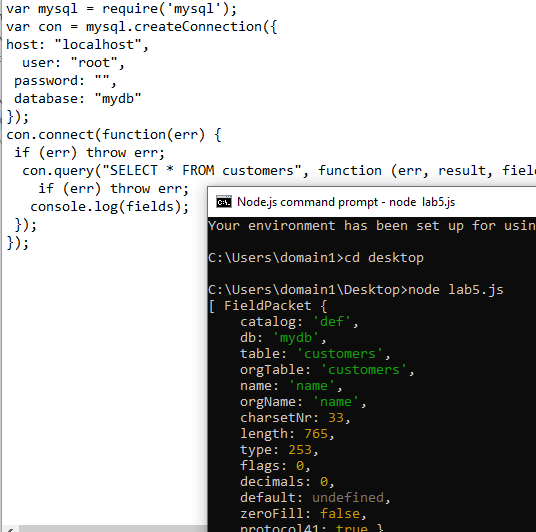 var mysql = require('mysql');
var con = mysql.createConnection({
host: "localhost",
user: "root",
password: "",
database: "mydb"
});
con.connect(function(err) {
if (err) throw err;
con.query("SELECT * FROM customers", function (err, result,
if (err) throw err;
console.log(fields);
});
});
Node.js command prompt - node lab5.js
Your environment has been set up for
C:\Users\domain1>cd desktop
C:\Users\domain1\Desktop>node lab5.js
[ FieldPacket {
catalog: 'def',
db: 'mydb',
table: 'customers',
orgTable: 'customers',
name: 'name',
orgName: 'name',
charsetNr: 33,
length: 765,
type: 253,
flags: 0,
decimals: 0,
default: undefined,
zeroFill: false,
protocol41: true }